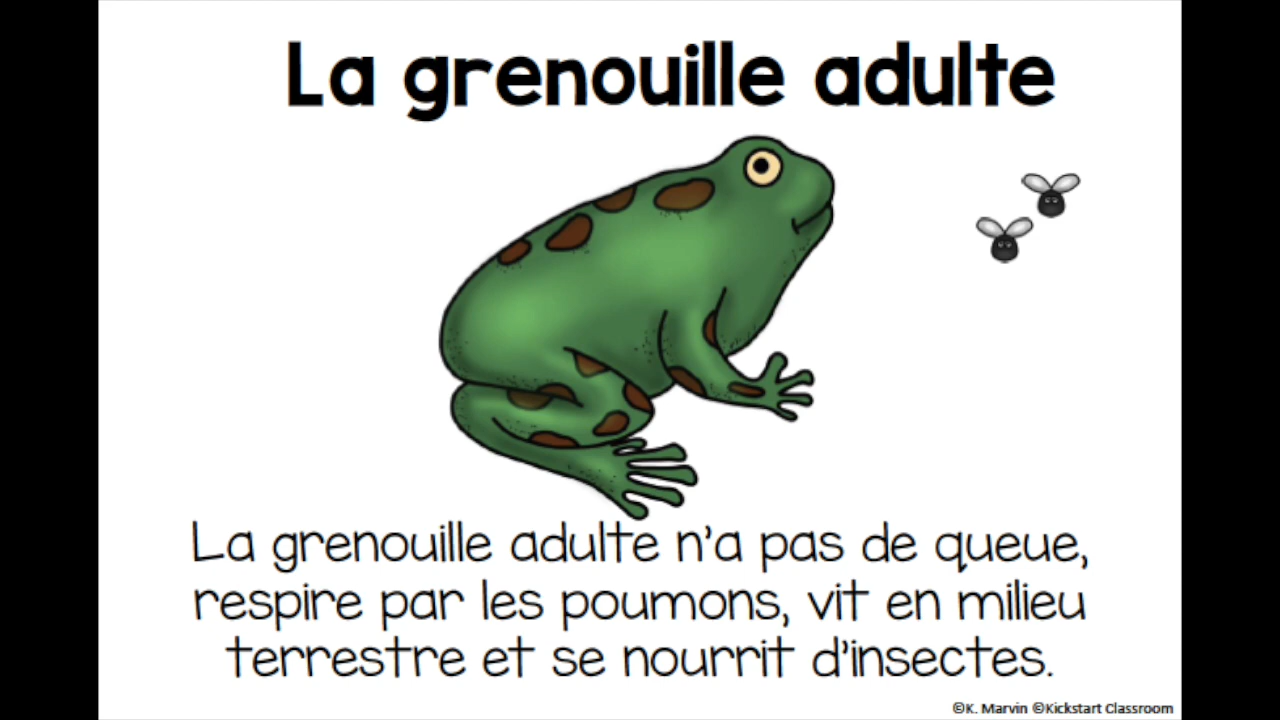 La grenouille adulte
La grenouille adulte n'a pas de queue,
respire par les poumons, vit en milieu
terrestre et se nourrit d'insectes.
©K. Marvin ©Kickstart Classroom